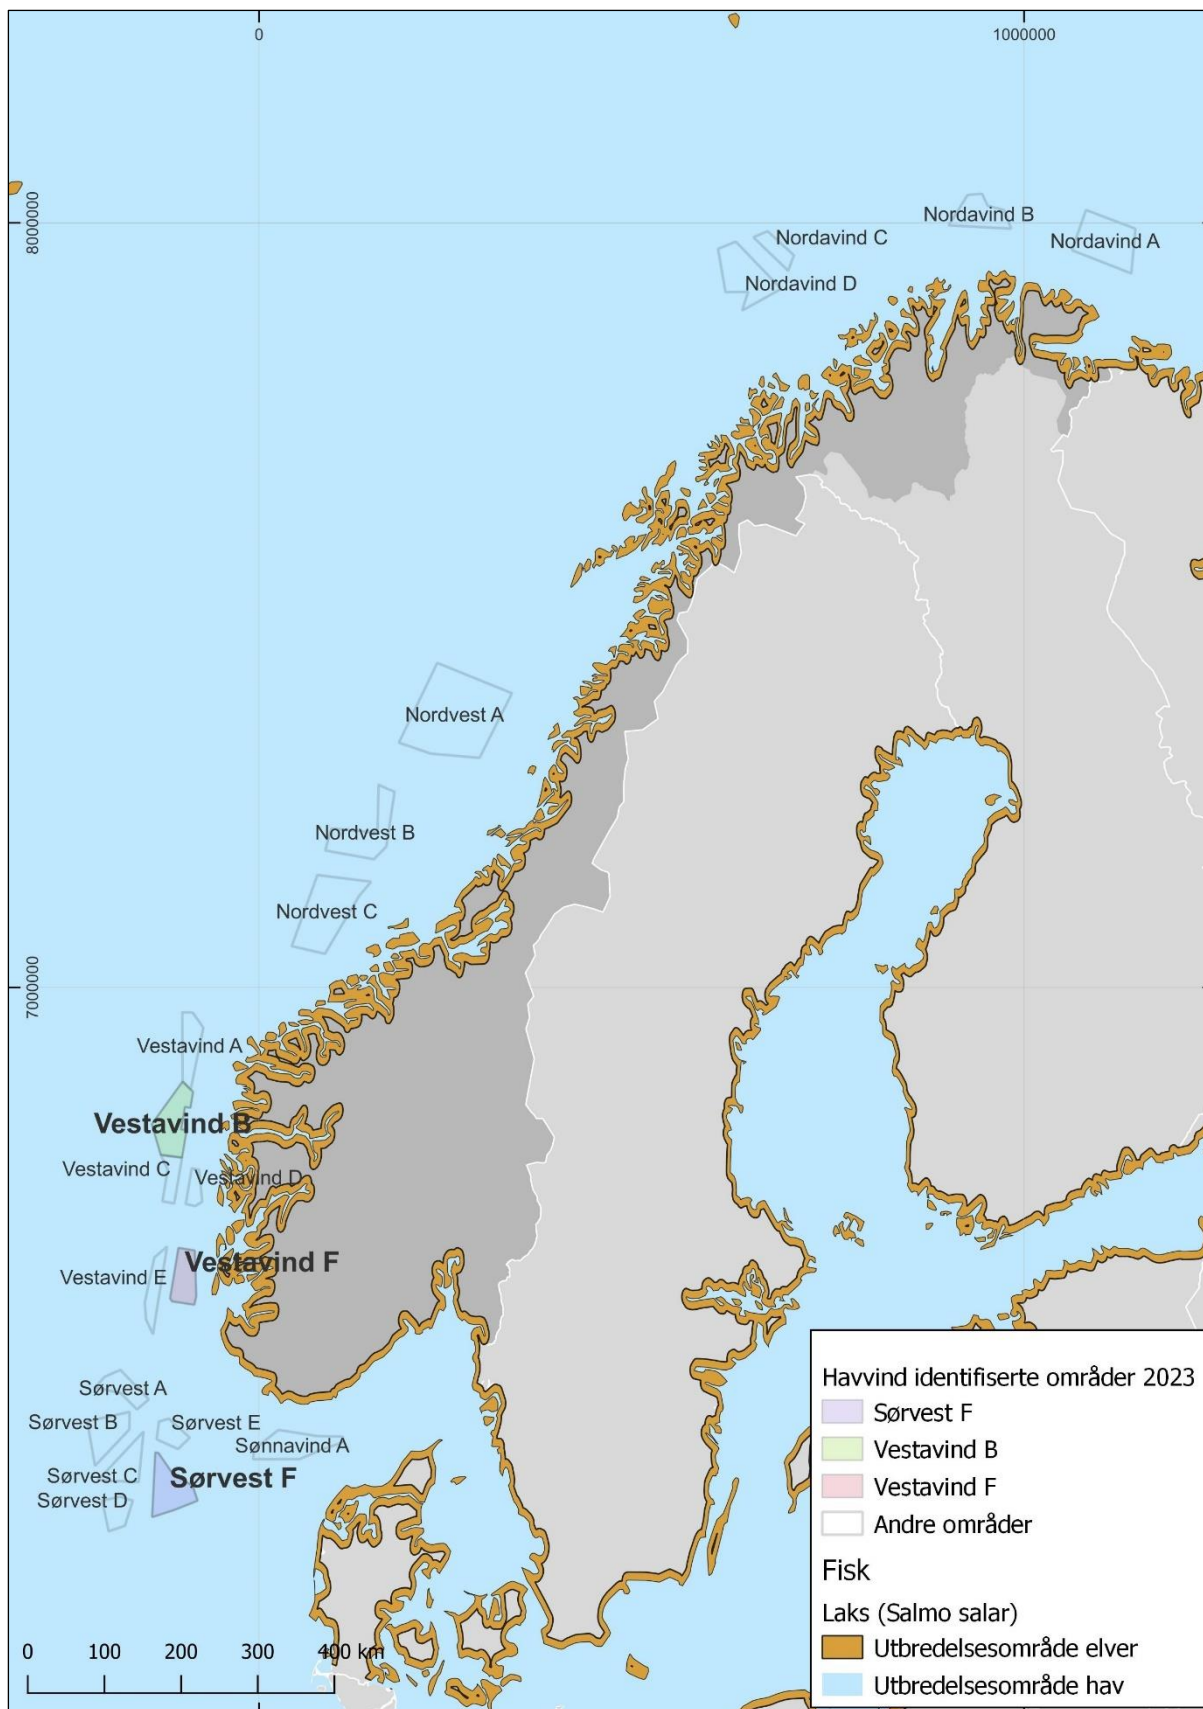 0
1000000
8000000
Nordavind B
Nordavind C
Nordavind A
Nordavind D
Nordvest A
Nordvest B
Nordvest C
7000000
Vestavind A
Vestavind B
Vestavind C
Vestavind D
Vestavind F
Vestavind E
Sørvest A
Sørvest B
Sørvest E
Sønnavind A
Sørvest C
Sørvest F
Sørvest D
Havvind identifiserte områder 2023
Sørvest F
Vestavind B
Vestavind F
Andre områder
Fisk
Laks (Salmo salar)
Utbredelsesområde elver
Utbredelsesområde hav
0 100 200 300 400 km